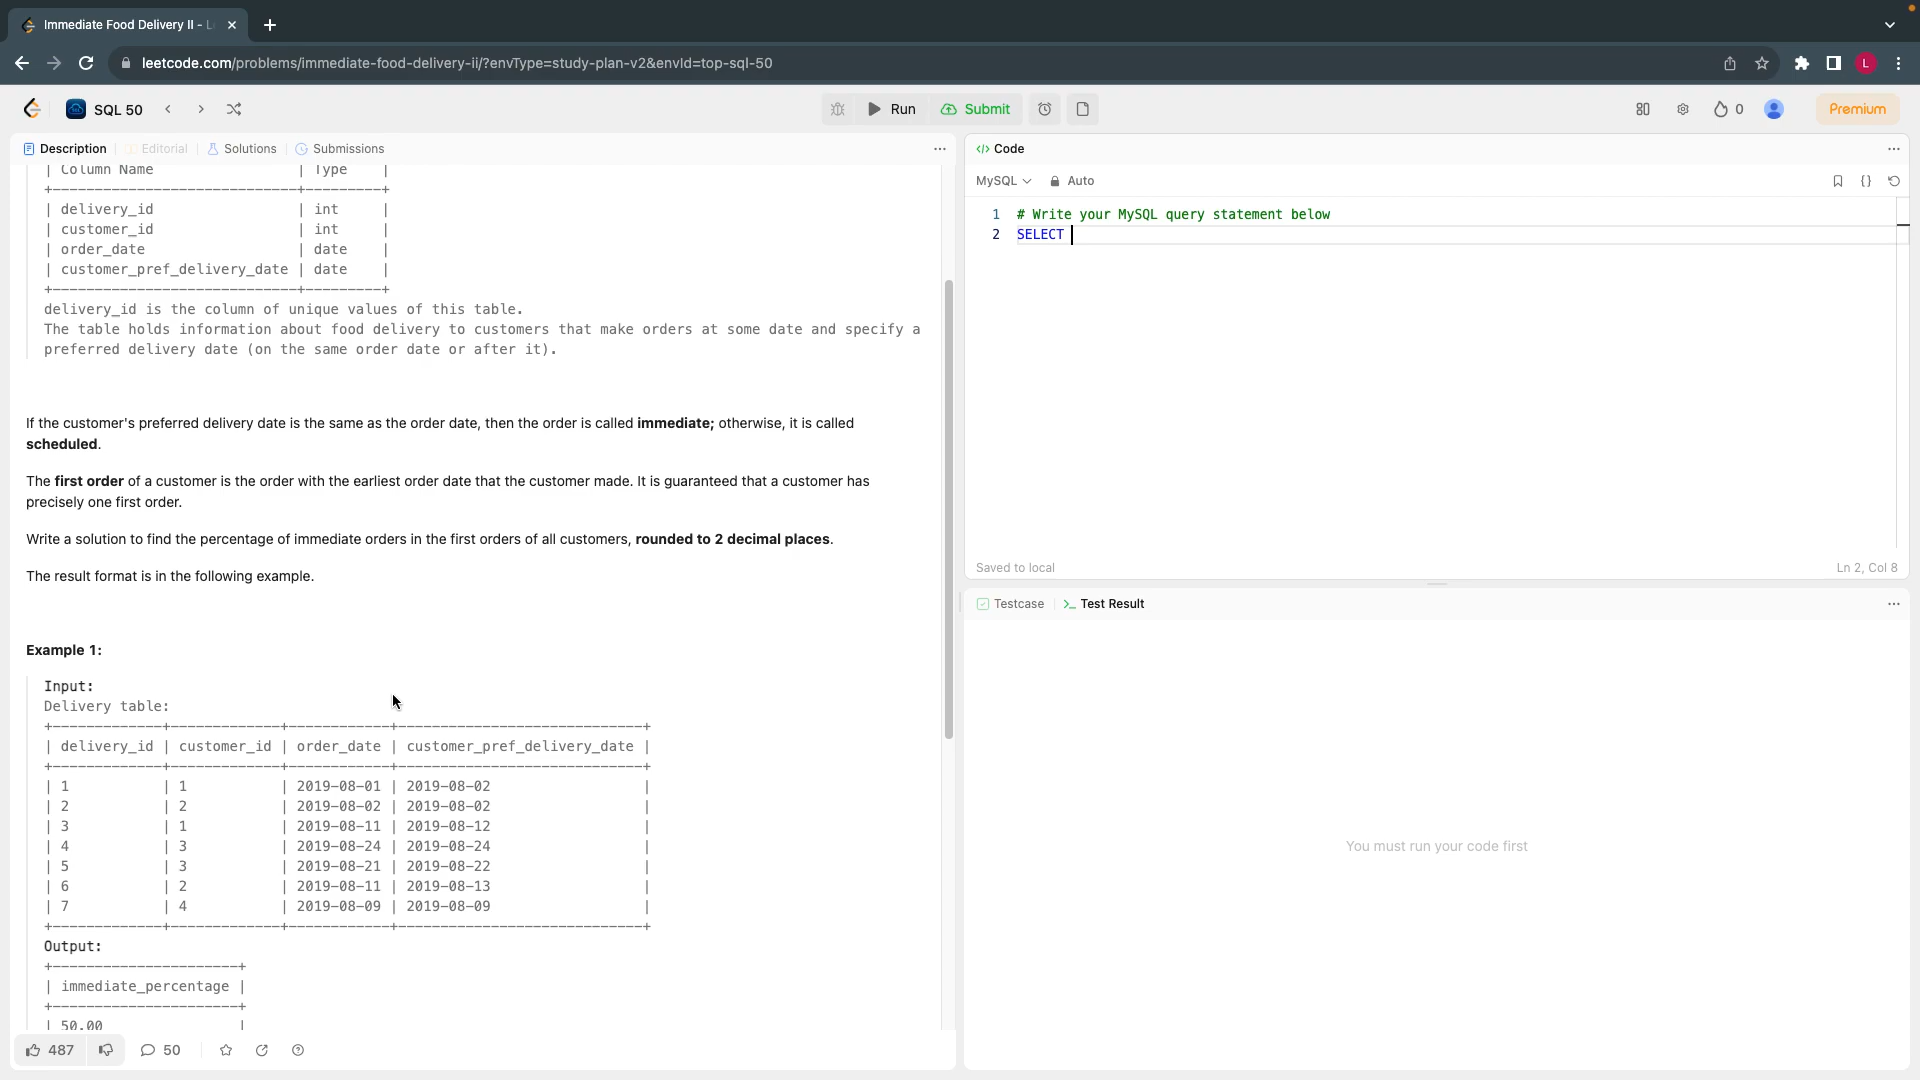 Immediate Food Delivery II - L
leetcode.com/problems/immediate-food-delivery-ii/?envType=study-plan-v2&envId=top-sql-50
L
SQL 50
Run
Submit
0
Premium
Description
Editorial
Solutions
Submissions
| Column Name                 | Type    |
+-----------------------------+---------+
| delivery_id                 | int     |
| customer_id                 | int     |
| order_date                  | date    |
| customer_pref_delivery_date | date    |
+-----------------------------+---------+
delivery_id is the column of unique values of this table.
The table holds information about food delivery to customers that make orders at some date and specify a
preferred delivery date (on the same order date or after it).
If the customer's preferred delivery date is the same as the order date, then the order is called immediate; otherwise, it is called
scheduled.
The first order of a customer is the order with the earliest order date that the customer made. It is guaranteed that a customer has
precisely one first order.
Write a solution to find the percentage of immediate orders in the first orders of all customers, rounded to 2 decimal places.
The result format is in the following example.
Example 1:
Input:
Delivery table:
+-------------+-------------+------------+-----------------------------+
| delivery_id | customer_id | order_date | customer_pref_delivery_date |
+-------------+-------------+------------+-----------------------------+
| 1           | 1           | 2019-08-01 | 2019-08-02                  |
| 2           | 2           | 2019-08-02 | 2019-08-02                  |
| 3           | 1           | 2019-08-11 | 2019-08-12                  |
| 4           | 3           | 2019-08-24 | 2019-08-24                  |
| 5           | 3           | 2019-08-21 | 2019-08-22                  |
| 6           | 2           | 2019-08-11 | 2019-08-13                  |
| 7           | 4           | 2019-08-09 | 2019-08-09                  |
+-------------+-------------+------------+-----------------------------+
Output:
+----------------------+
| immediate_percentage |
+----------------------+
| 50.00                |
487
50
</> Code
MySQL
Auto
{}
1 # Write your MySQL query statement below
2 SELECT
Saved to local
Ln 2, Col 8
Testcase
>_ Test Result
You must run your code first